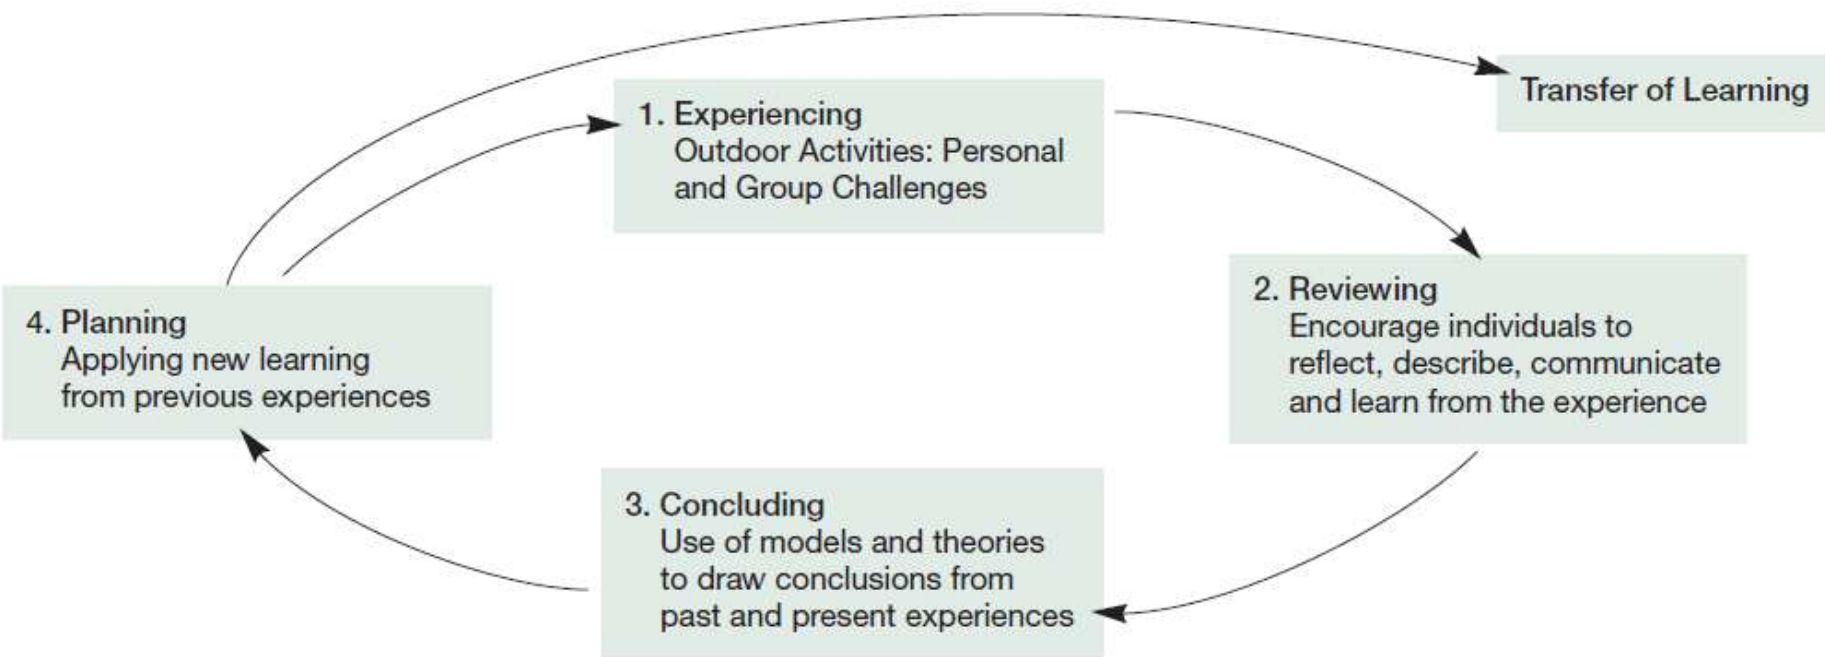 Transfer of Learning
1. Experiencing
Outdoor Activities: Personal
and Group Challenges
2. Reviewing
Encourage individuals to
reflect, describe, communicate
and learn from the experience
3. Concluding
Use of models and theories
to draw conclusions from
past and present experiences
4. Planning
Applying new learning
from previous experiences